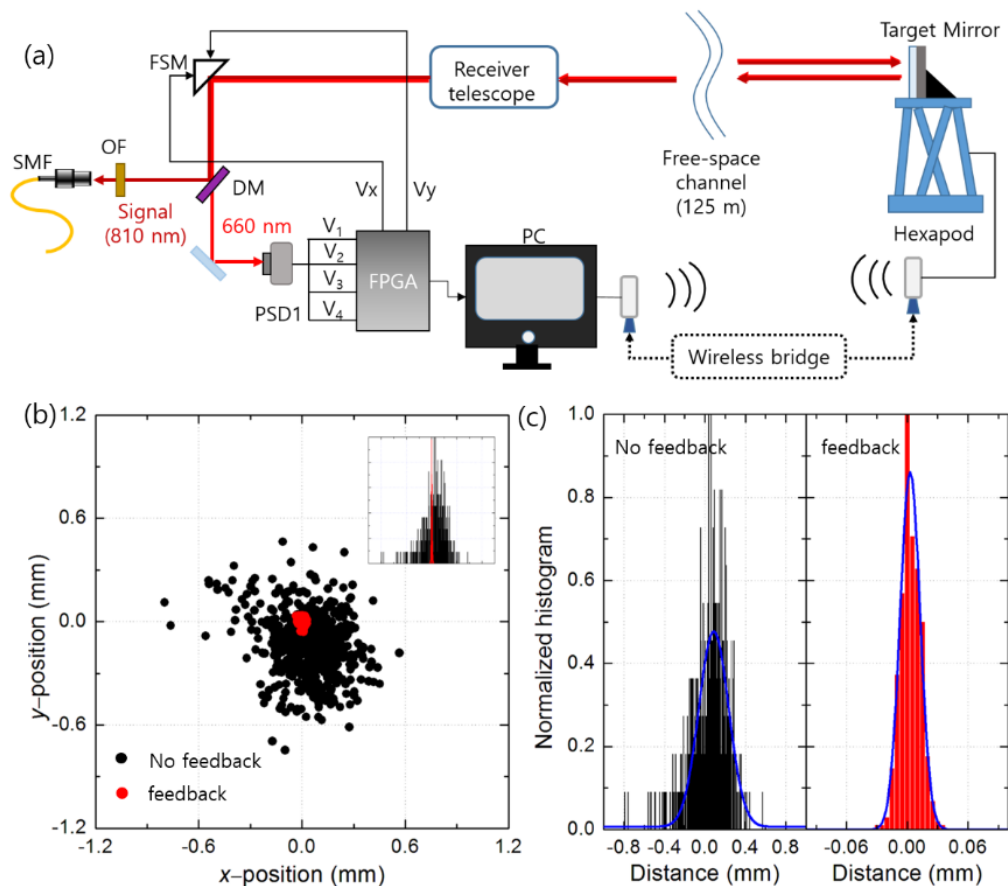 (a)
FSM
Receiver
telescope
Target Mirror
SMF
OF
DM
Signal
(810 nm)
660 nm
Vx
Vy
Free-space
channel
(125 m)
Hexapod
PSD1
V1
V2
V3
V4
FPGA
PC
Wireless bridge
(b)
1.2
0.6
0.0
-0.6
-1.2
y-position (mm)
No feedback
feedback
-1.2 -0.6 0.0 0.6 1.2
x-position (mm)
(c)
1.0
0.8
0.6
0.4
0.2
0.0
Normalized histogram
No feedback
feedback
-0.8 -0.4 0.0 0.4 0.8
Distance (mm)
-0.06 0.00 0.06
Distance (mm)